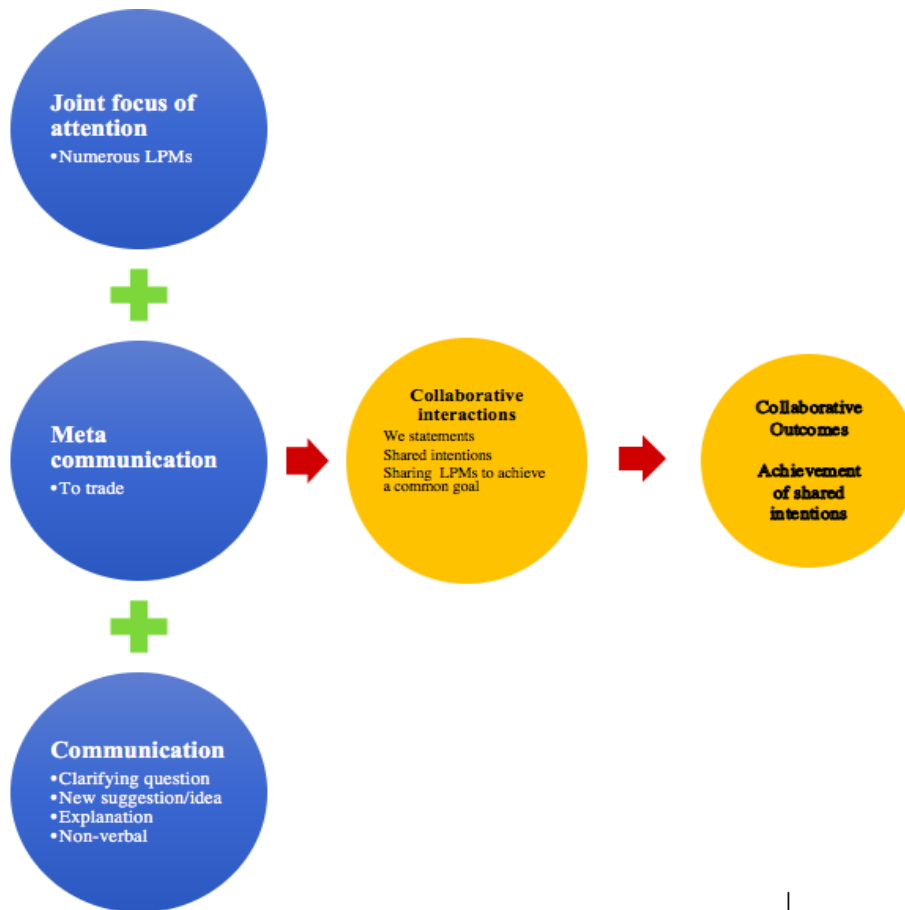 Joint focus of
attention
•Numerous LPMs
Meta
communication
•To trade
Communication
•Clarifying question
•New suggestion/idea
•Explanation
•Non-verbal
Collaborative
interactions
We statements
Shared intentions
Sharing LPMs to achieve
a common goal
Collaborative
Outcomes
Achievement
of shared
intentions